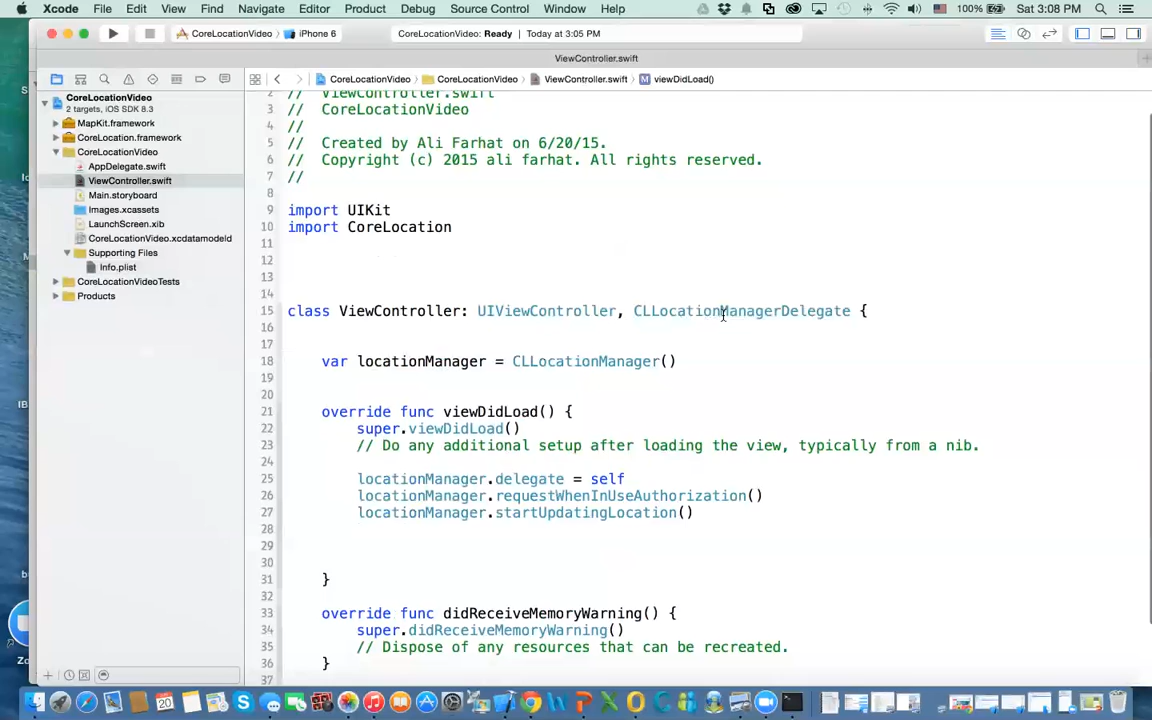 Xcode File Edit View Find Navigate Editor Product Debug Source Control Window Help 100% Sat 3:08 PM
CoreLocationVideo iPhone 6 CoreLocationVideo: Ready Today at 3:05 PM
ViewController.swift
CoreLocationVideo CoreLocationVideo ViewController.swift M viewDidLoad()
CoreLocationVideo
2 targets, iOS SDK 8.3
MapKit.framework
CoreLocation.framework
CoreLocationVideo
AppDelegate.swift
ViewController.swift
Main.storyboard
Images.xcassets
LaunchScreen.xib
CoreLocationVideo.xcdatamodeld
Supporting Files
Info.plist
CoreLocationVideoTests
Products
2 // ViewController.swift
3 // CoreLocationVideo
4 //
5 // Created by Ali Farhat on 6/20/15.
6 // Copyright (c) 2015 ali farhat. All rights reserved.
7 //
8
9 import UIKit
10 import CoreLocation
11
12
13
14
15 class ViewController: UIViewController, CLLocationManagerDelegate {
16
17
18 var locationManager = CLLocationManager()
19
20
21 override func viewDidLoad() {
22 super.viewDidLoad()
23 // Do any additional setup after loading the view, typically from a nib.
24
25 locationManager.delegate = self
26 locationManager.requestWhenInUseAuthorization()
27 locationManager.startUpdatingLocation()
28
29
30
31 }
32
33 override func didReceiveMemoryWarning() {
34 super.didReceiveMemoryWarning()
35 // Dispose of any resources that can be recreated.
36 }
37